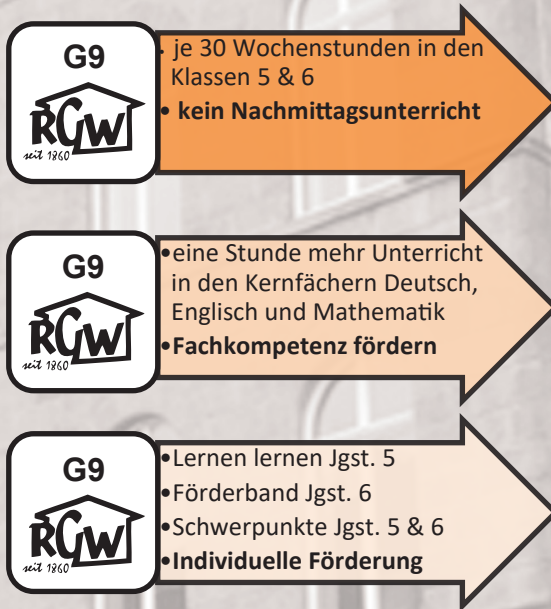 G9
RGW
seit 1860
• je 30 Wochenstunden in den
Klassen 5 & 6
• kein Nachmittagsunterricht
G9
RGW
seit 1860
•eine Stunde mehr Unterricht
in den Kernfächern Deutsch,
Englisch und Mathematik
•Fachkompetenz fördern
G9
RGW
seit 1860
•Lernen lernen Jgst. 5
•Förderband Jgst. 6
•Schwerpunkte Jgst. 5 & 6
•Individuelle Förderung